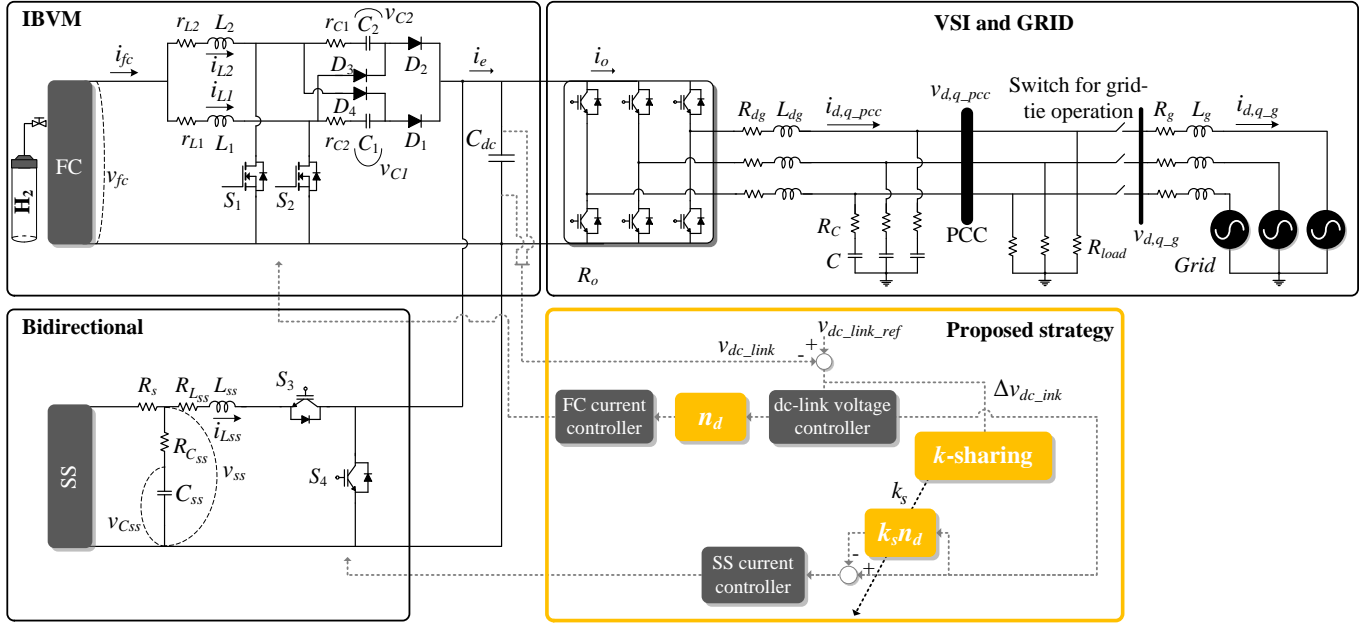 IBVM
i_fc
r_L2
L_2
i_L2
r_C1
C_2
v_C2
D_2
D_3
i_L1
D_4
r_L1
L_1
r_C2
C_1
v_C1
D_1
S_1
S_2
H_2
FC
v_fc
i_e
C_dc
VSI and GRID
i_o
R_o
R_dg
L_dg
i_d,q_pcc
v_d,q_pcc
Switch for grid-
tie operation
R_g
L_g
i_d,q_g
R_C
C
PCC
R_load
v_d,q_g
Grid
Bidirectional
SS
R_s
R_Lss
L_ss
i_Lss
S_3
R_Css
v_ss
S_4
C_ss
v_Css
Proposed strategy
v_dc_link_ref
v_dc_link
+
-
Δv_dc_ink
FC current
controller
n_d
dc-link voltage
controller
k-sharing
k_s
k_sn_d
-
+
SS current
controller